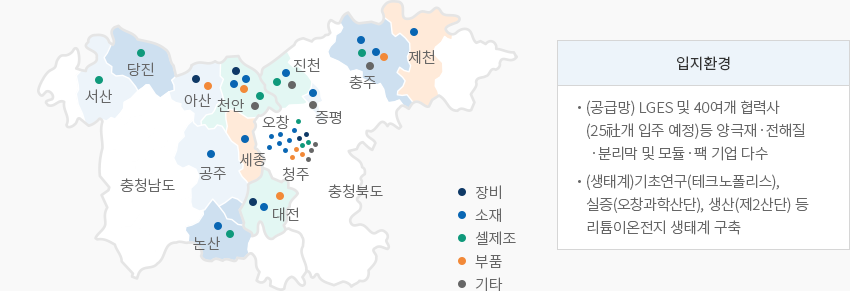 당진
서산
아산
천안
진천
충주
제천
증평
오창
세종
공주
청주
충청남도
충청북도
대전
논산
장비
소재
셀제조
부품
기타
입지환경
· (공급망) LGES 및 40여개 협력사
(25社개 입주 예정)등 양극재·전해질
·분리막 및 모듈·팩 기업 다수
· (생태계)기초연구(테크노폴리스),
실증(오창과학산단), 생산(제2산단) 등
리튬이온전지 생태계 구축